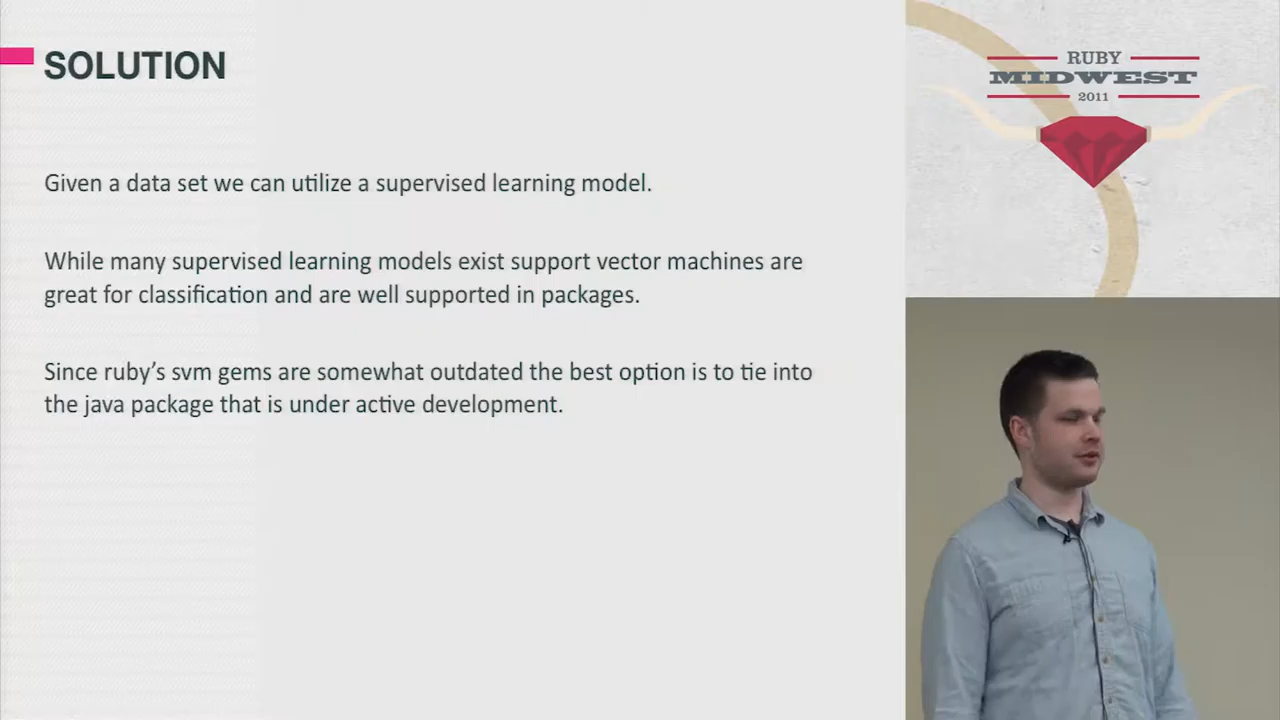 SOLUTION
Given a data set we can utilize a supervised learning model.
While many supervised learning models exist support vector machines are
great for classification and are well supported in packages.
Since ruby's svm gems are somewhat outdated the best option is to tie into
the java package that is under active development.
RUBY
MIDWEST
2011